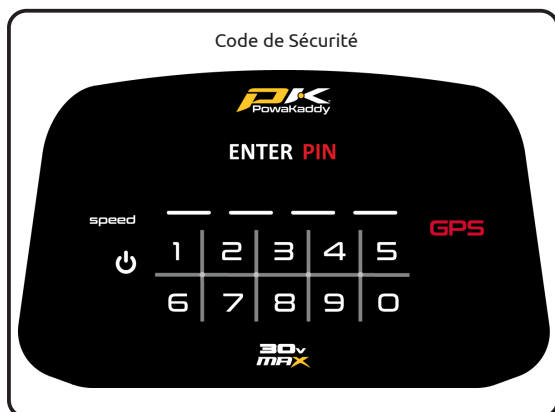 Code de Sécurité
PK
PowaKaddy
ENTER PIN
speed
GPS
1 2 3 4 5
6 7 8 9 0
30v
MAX